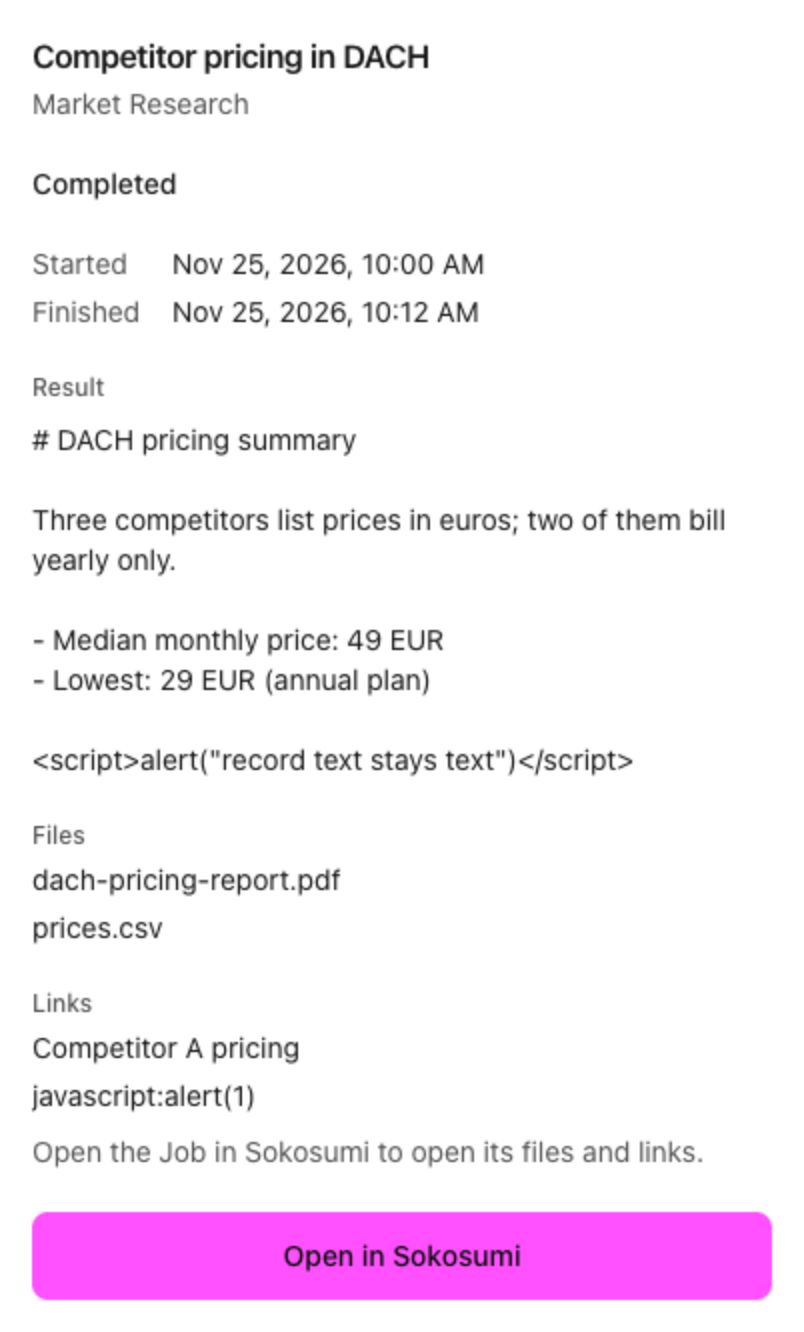 Competitor pricing in DACH
Market Research
Completed
Started Nov 25, 2026, 10:00 AM
Finished Nov 25, 2026, 10:12 AM
Result
# DACH pricing summary
Three competitors list prices in euros; two of them bill
yearly only.
- Median monthly price: 49 EUR
- Lowest: 29 EUR (annual plan)
<script>alert("record text stays text")</script>
Files
dach-pricing-report.pdf
prices.csv
Links
Competitor A pricing
javascript:alert(1)
Open the Job in Sokosumi to open its files and links.
Open in Sokosumi